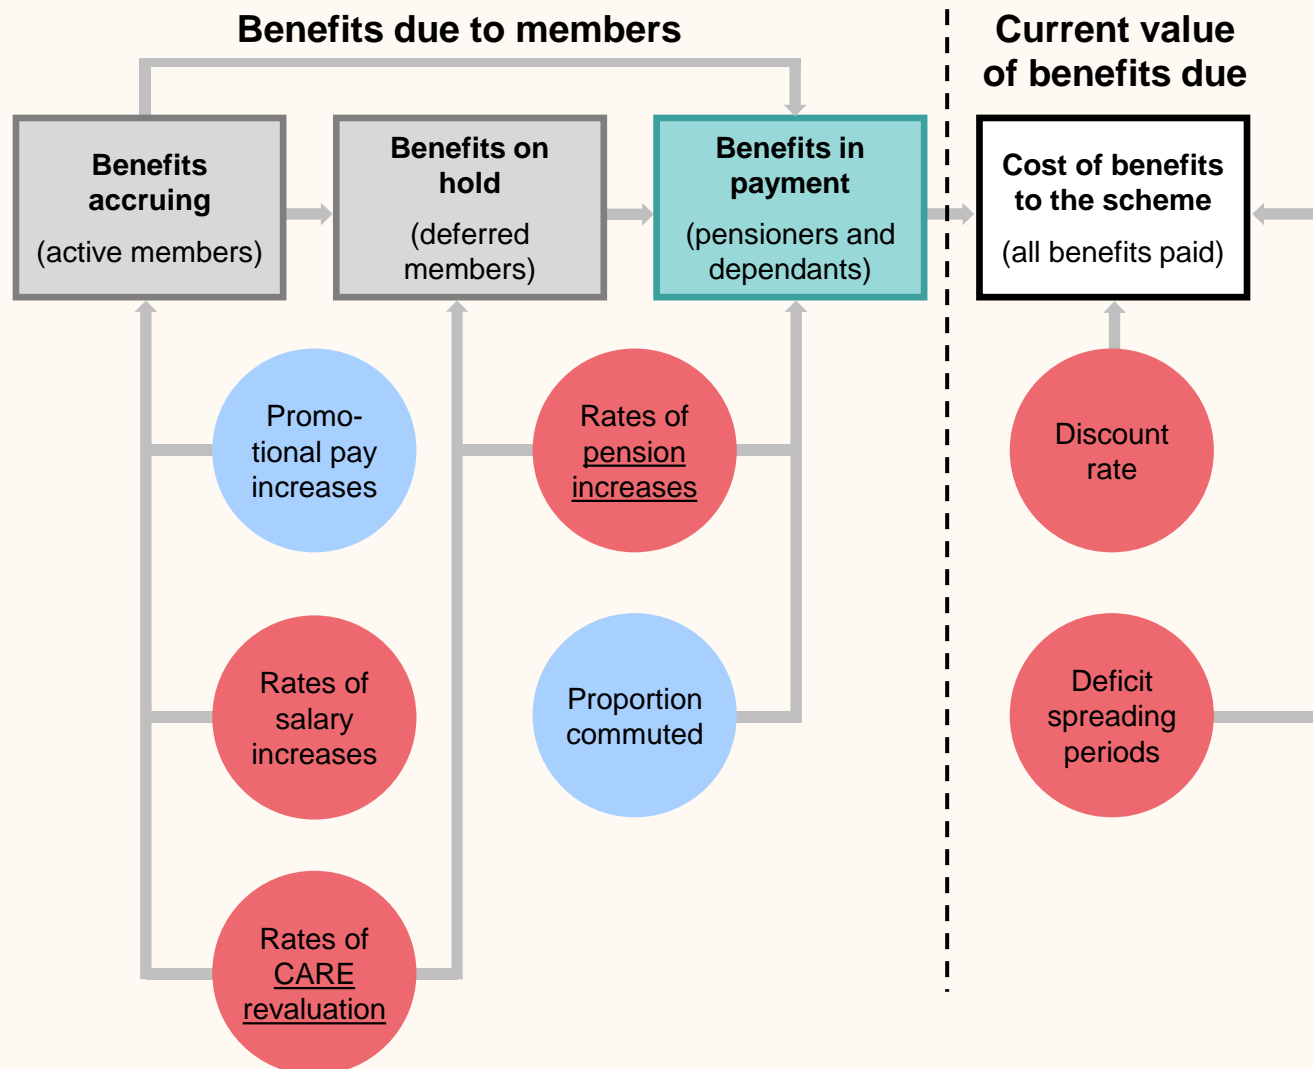 Benefits due to members
Current value
of benefits due
Benefits
accruing
(active members)
Benefits on
hold
(deferred
members)
Benefits in
payment
(pensioners and
dependants)
Cost of benefits
to the scheme
(all benefits paid)
Promo-
tional pay
increases
Rates of
pension
increases
Discount
rate
Rates of
salary
increases
Proportion
commuted
Deficit
spreading
periods
Rates of
CARE
revaluation